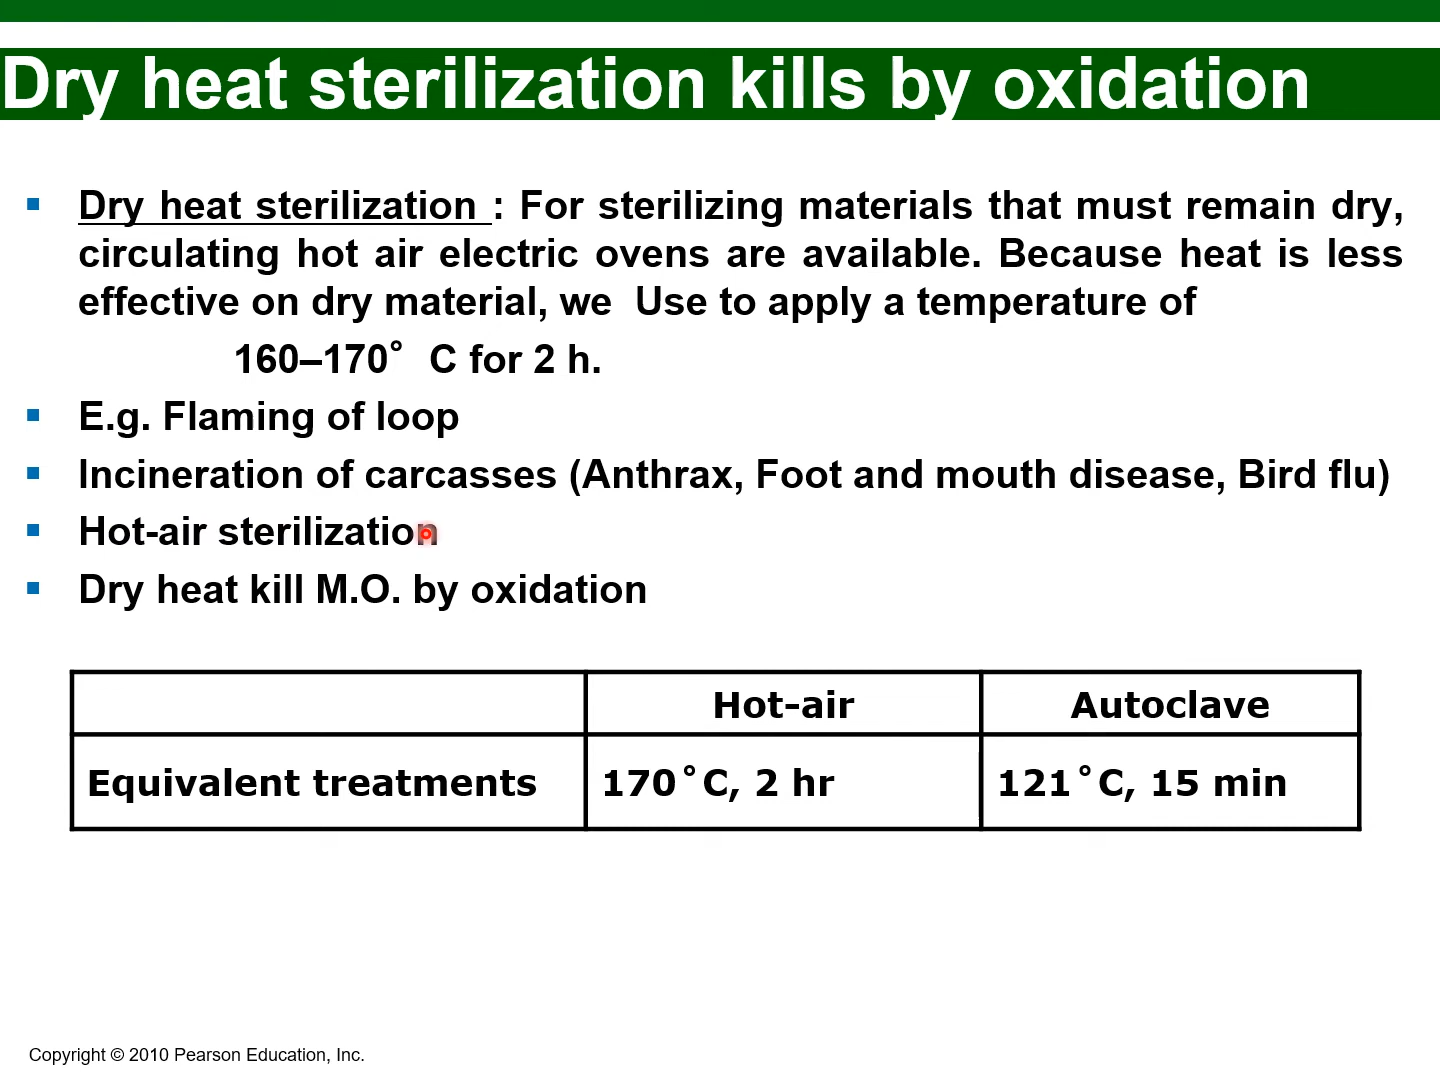 Dry heat sterilization kills by oxidation
▪ Dry heat sterilization : For sterilizing materials that must remain dry,
circulating hot air electric ovens are available. Because heat is less
effective on dry material, we Use to apply a temperature of
160–170° C for 2 h.
▪ E.g. Flaming of loop
▪ Incineration of carcasses (Anthrax, Foot and mouth disease, Bird flu)
▪ Hot-air sterilization
▪ Dry heat kill M.O. by oxidation
Hot-air Autoclave
Equivalent treatments 170˚C, 2 hr 121˚C, 15 min
Copyright © 2010 Pearson Education, Inc.